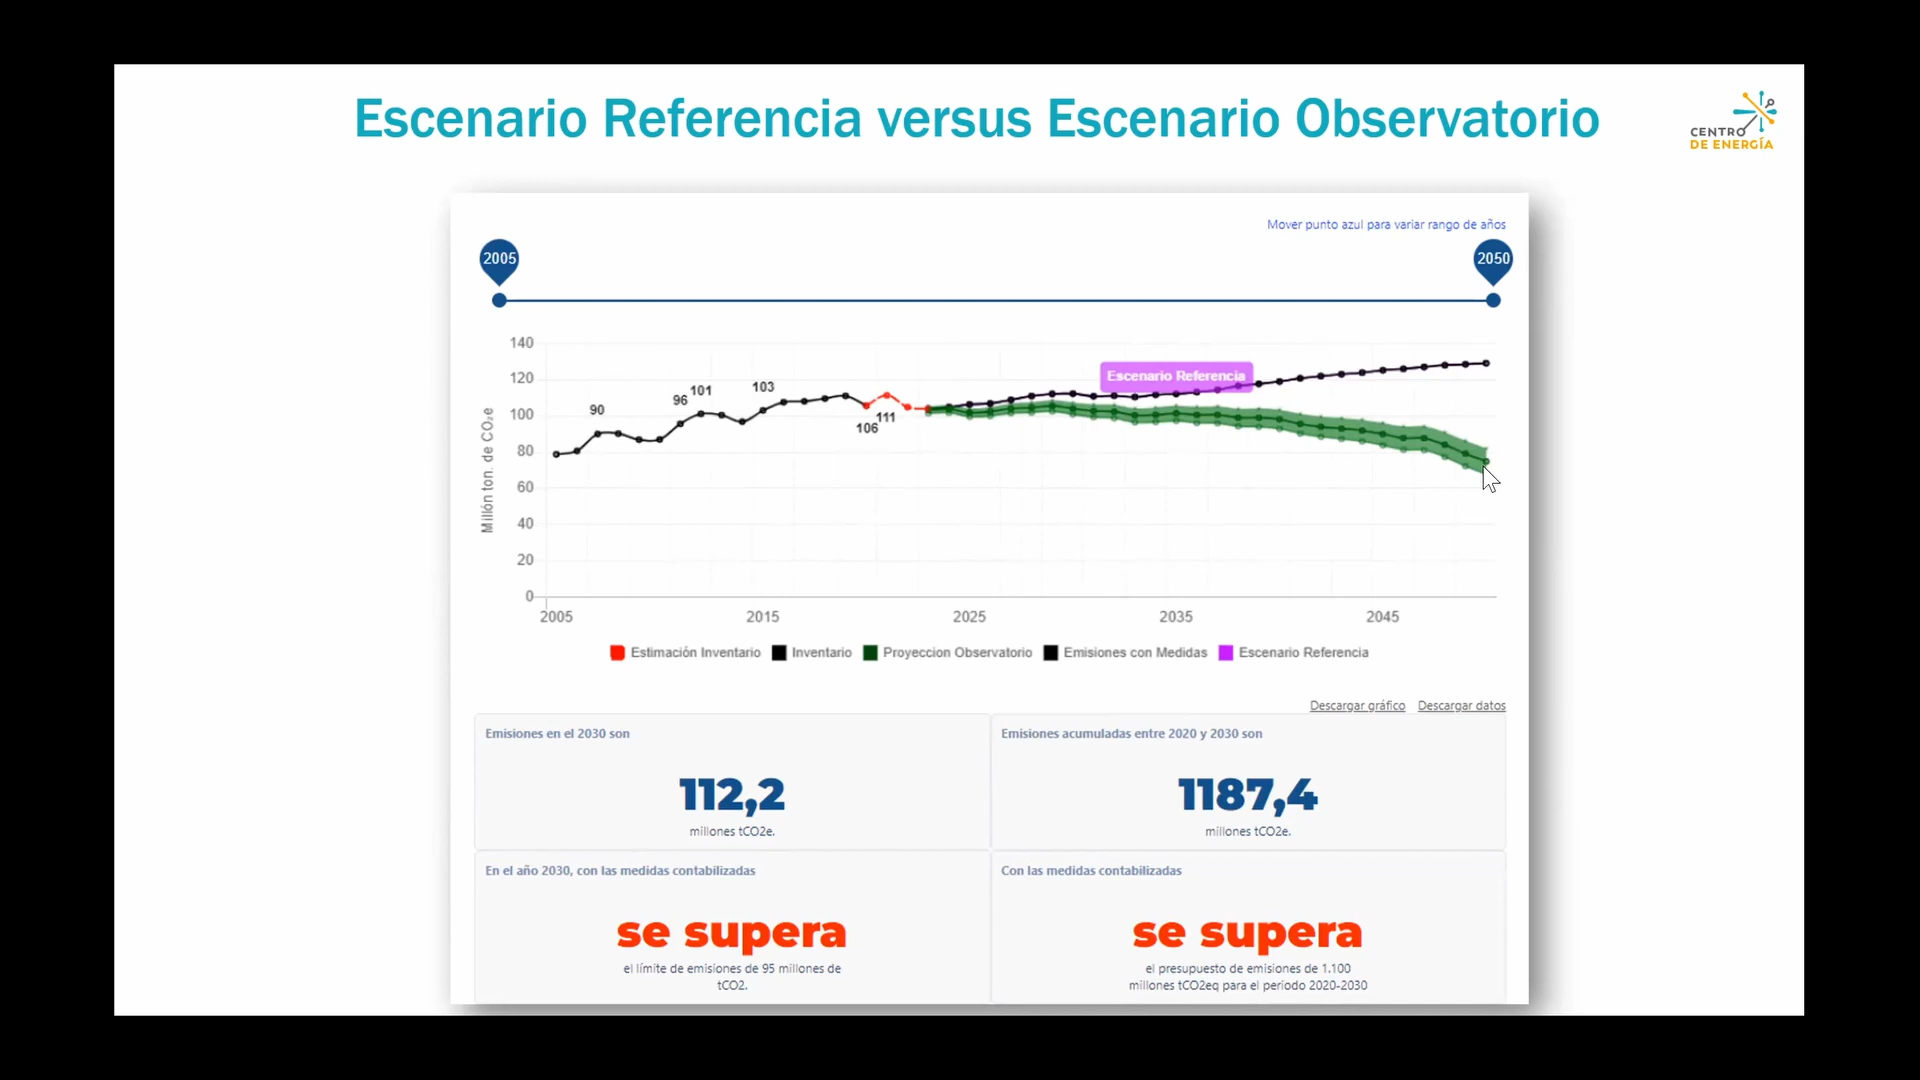 Escenario Referencia versus Escenario Observatorio
CENTRO
DE ENERGÍA
Mover punto azul para variar rango de años
2005
2050
Millón ton. de CO₂e
140
120
100
80
60
40
20
0
90
96
101
103
106
111
Escenario Referencia
2005
2015
2025
2035
2045
Estimación Inventario
Inventario
Proyeccion Observatorio
Emisiones con Medidas
Escenario Referencia
Descargar gráfico
Descargar datos
Emisiones en el 2030 son
112,2
millones tCO2e.
Emisiones acumuladas entre 2020 y 2030 son
1187,4
millones tCO2e.
En el año 2030, con las medidas contabilizadas
se supera
el límite de emisiones de 95 millones de
tCO2.
Con las medidas contabilizadas
se supera
el presupuesto de emisiones de 1.100
millones tCO2eq para el periodo 2020-2030